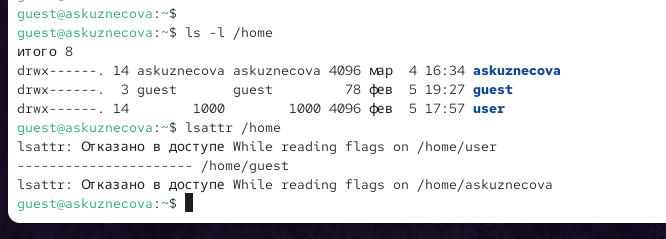 guest@askuznecova:~$
guest@askuznecova:~$ ls -l /home
итого 8
drwx------. 14 askuznecova askuznecova 4096 мар  4 16:34 askuznecova
drwx------.  3 guest       guest         78 фев  5 19:27 guest
drwx------. 14        1000        1000 4096 фев  5 17:57 user
guest@askuznecova:~$ lsattr /home
lsattr: Отказано в доступе While reading flags on /home/user
---------------------- /home/guest
lsattr: Отказано в доступе While reading flags on /home/askuznecova
guest@askuznecova:~$